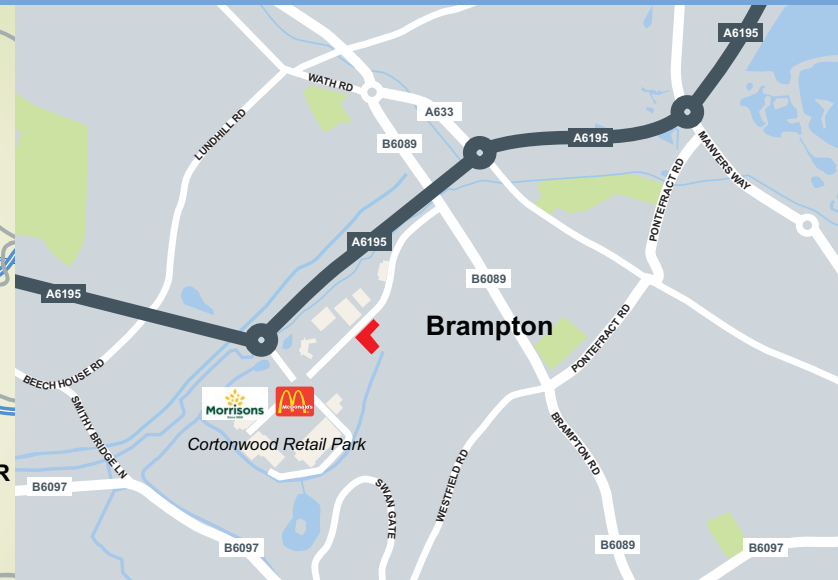 A6195
WATH RD
A633
LUNDHILL RD
B6089
A6195
MANVERS WAY
PONTEFRACT RD
A6195
B6089
A6195
Brampton
PONTEFRACT RD
BEECH HOUSE RD
SMITHY BRIDGE LN
Morrisons
McDonald's
Cortonwood Retail Park
BRAMPTON RD
WESTFIELD RD
R
B6097
SWAN GATE
B6097
B6089
B6097